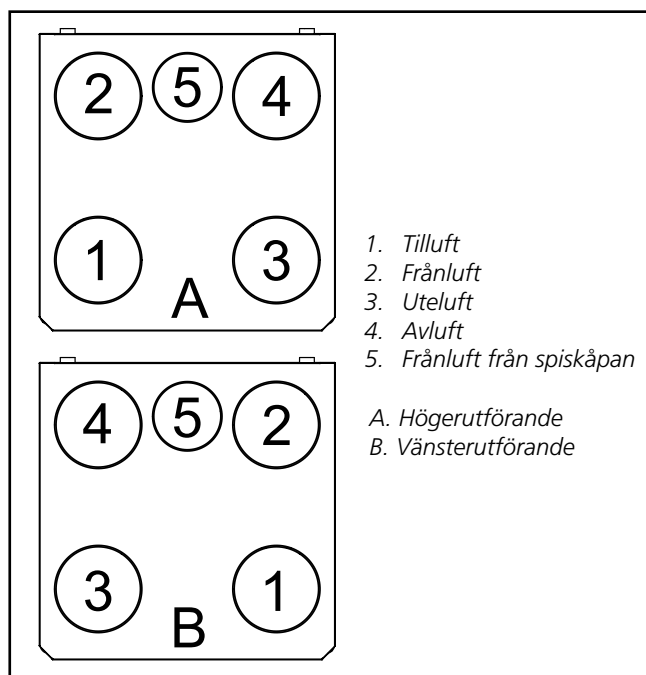 2 5 4
1 3
A
1. Tilluft
2. Frånluft
3. Uteluft
4. Avluft
5. Frånluft från spiskåpan
A. Högerutförande
B. Vänsterutförande
4 5 2
3 1
B